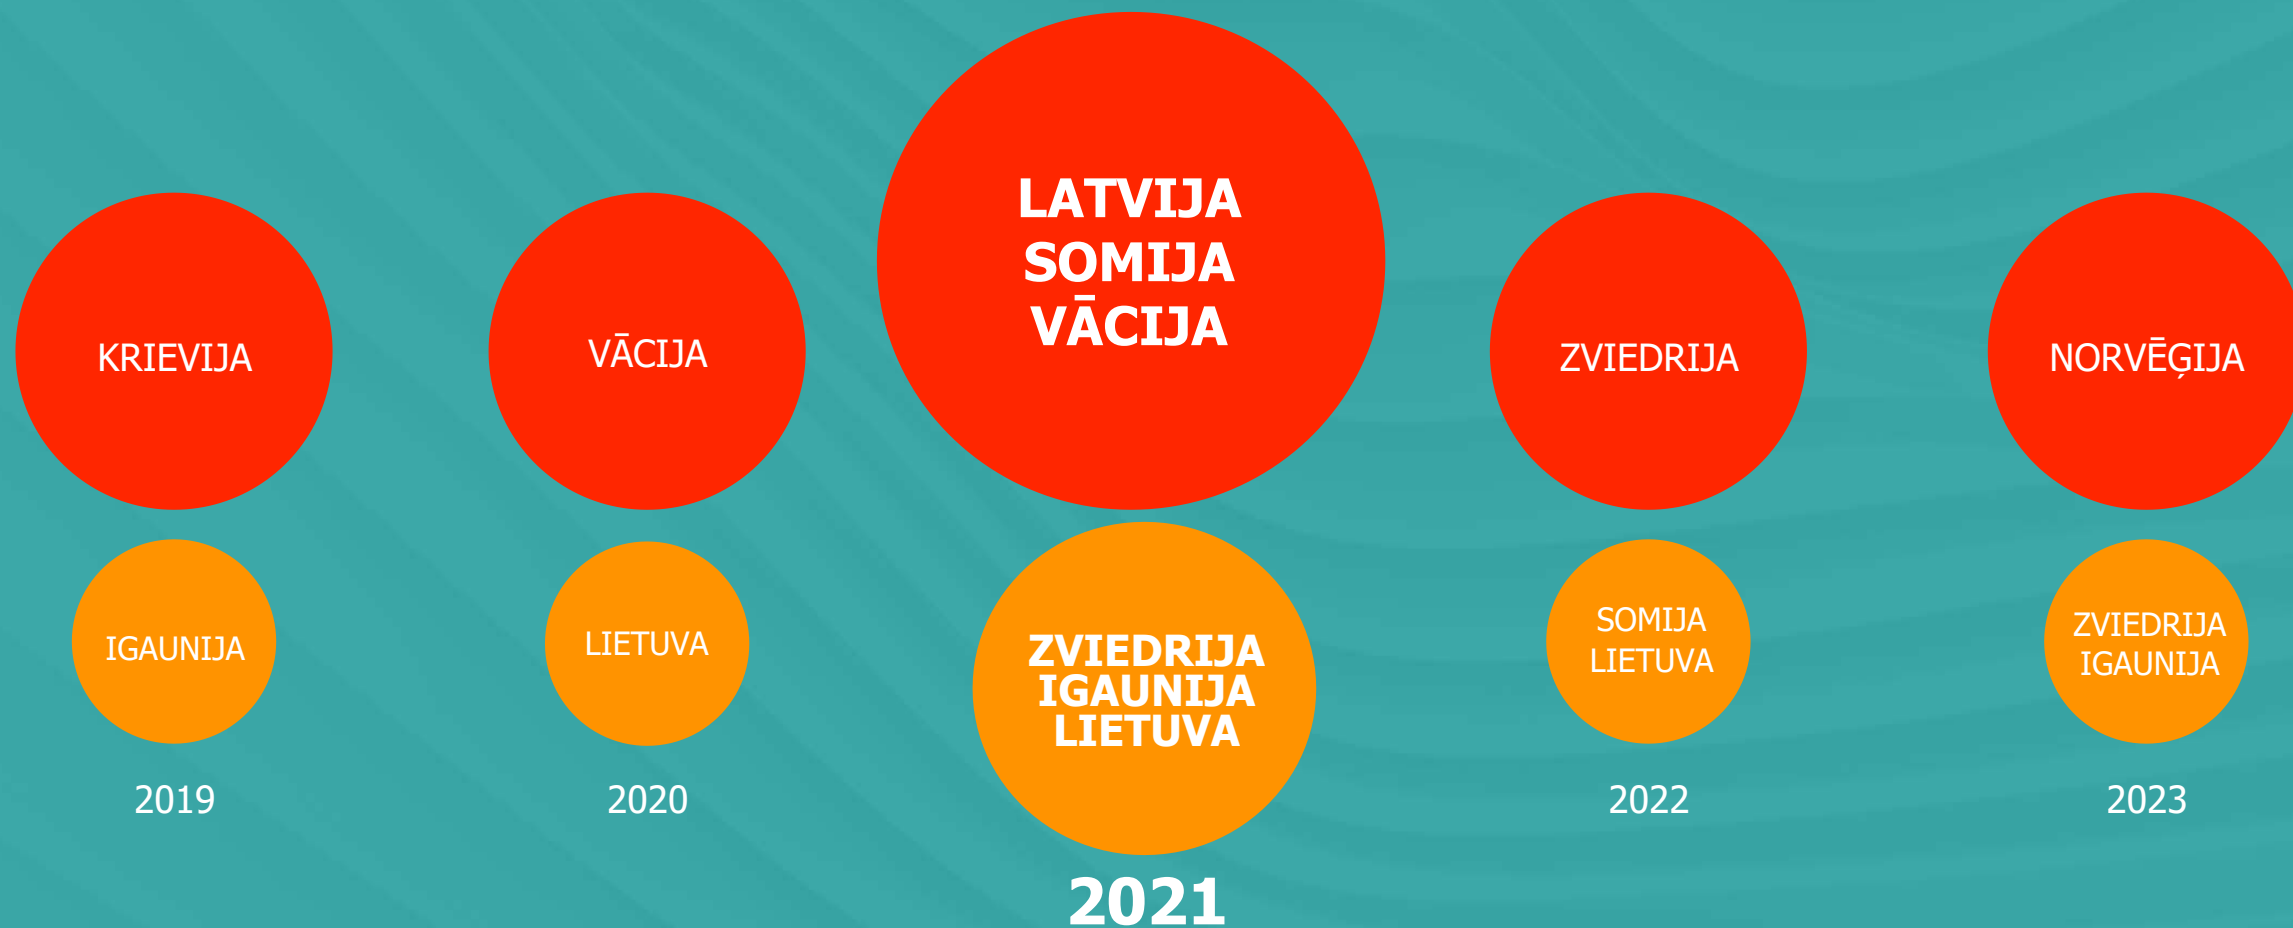 KRIEVIJA
IGAUNIJA
2019
VĀCIJA
LIETUVA
2020
LATVIJA
SOMIJA
VĀCIJA
ZVIEDRIJA
IGAUNIJA
LIETUVA
2021
ZVIEDRIJA
SOMIJA
LIETUVA
2022
NORVĒĢIJA
ZVIEDRIJA
IGAUNIJA
2023